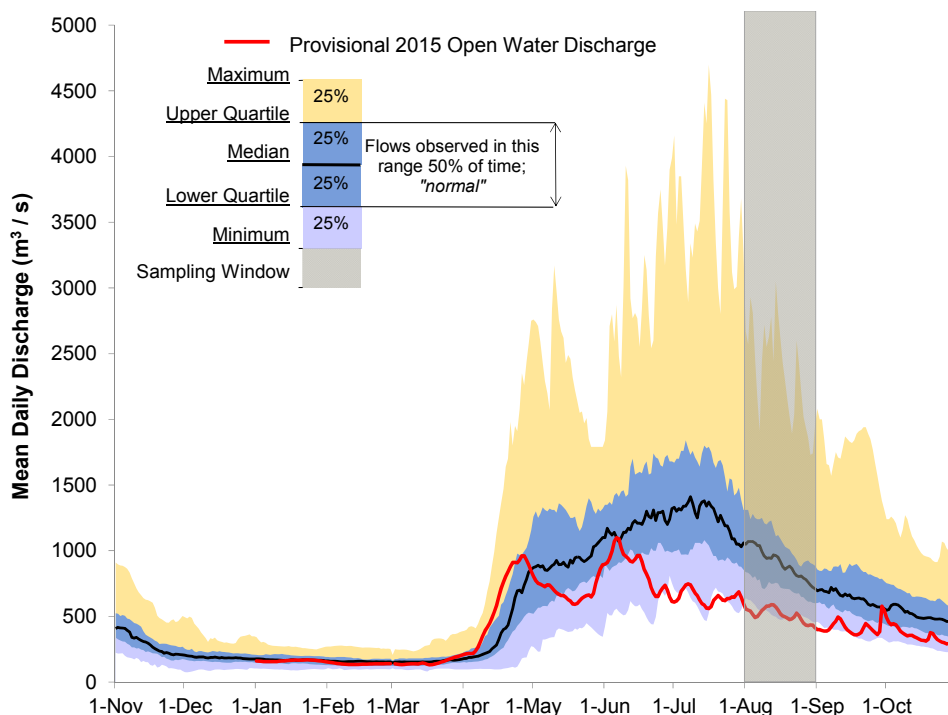 5000
4500
4000
3500
3000
2500
2000
1500
1000
500
0
Mean Daily Discharge (m³ / s)
Provisional 2015 Open Water Discharge
Maximum
25%
Upper Quartile
25%
Median
25%
Lower Quartile
25%
Minimum
Sampling Window
Flows observed in this
range 50% of time;
"normal"
1-Nov 1-Dec 1-Jan 1-Feb 1-Mar 1-Apr 1-May 1-Jun 1-Jul 1-Aug 1-Sep 1-Oct